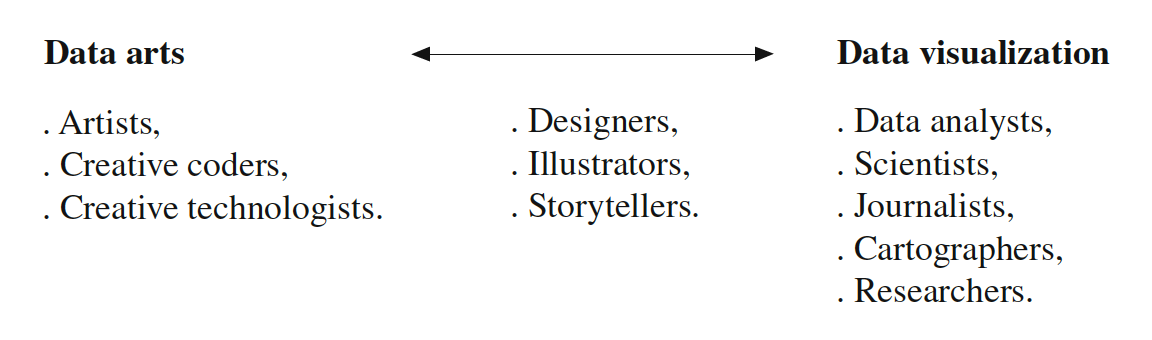 Data arts
. Artists,
. Creative coders,
. Creative technologists.
. Designers,
. Illustrators,
. Storytellers.
Data visualization
. Data analysts,
. Scientists,
. Journalists,
. Cartographers,
. Researchers.